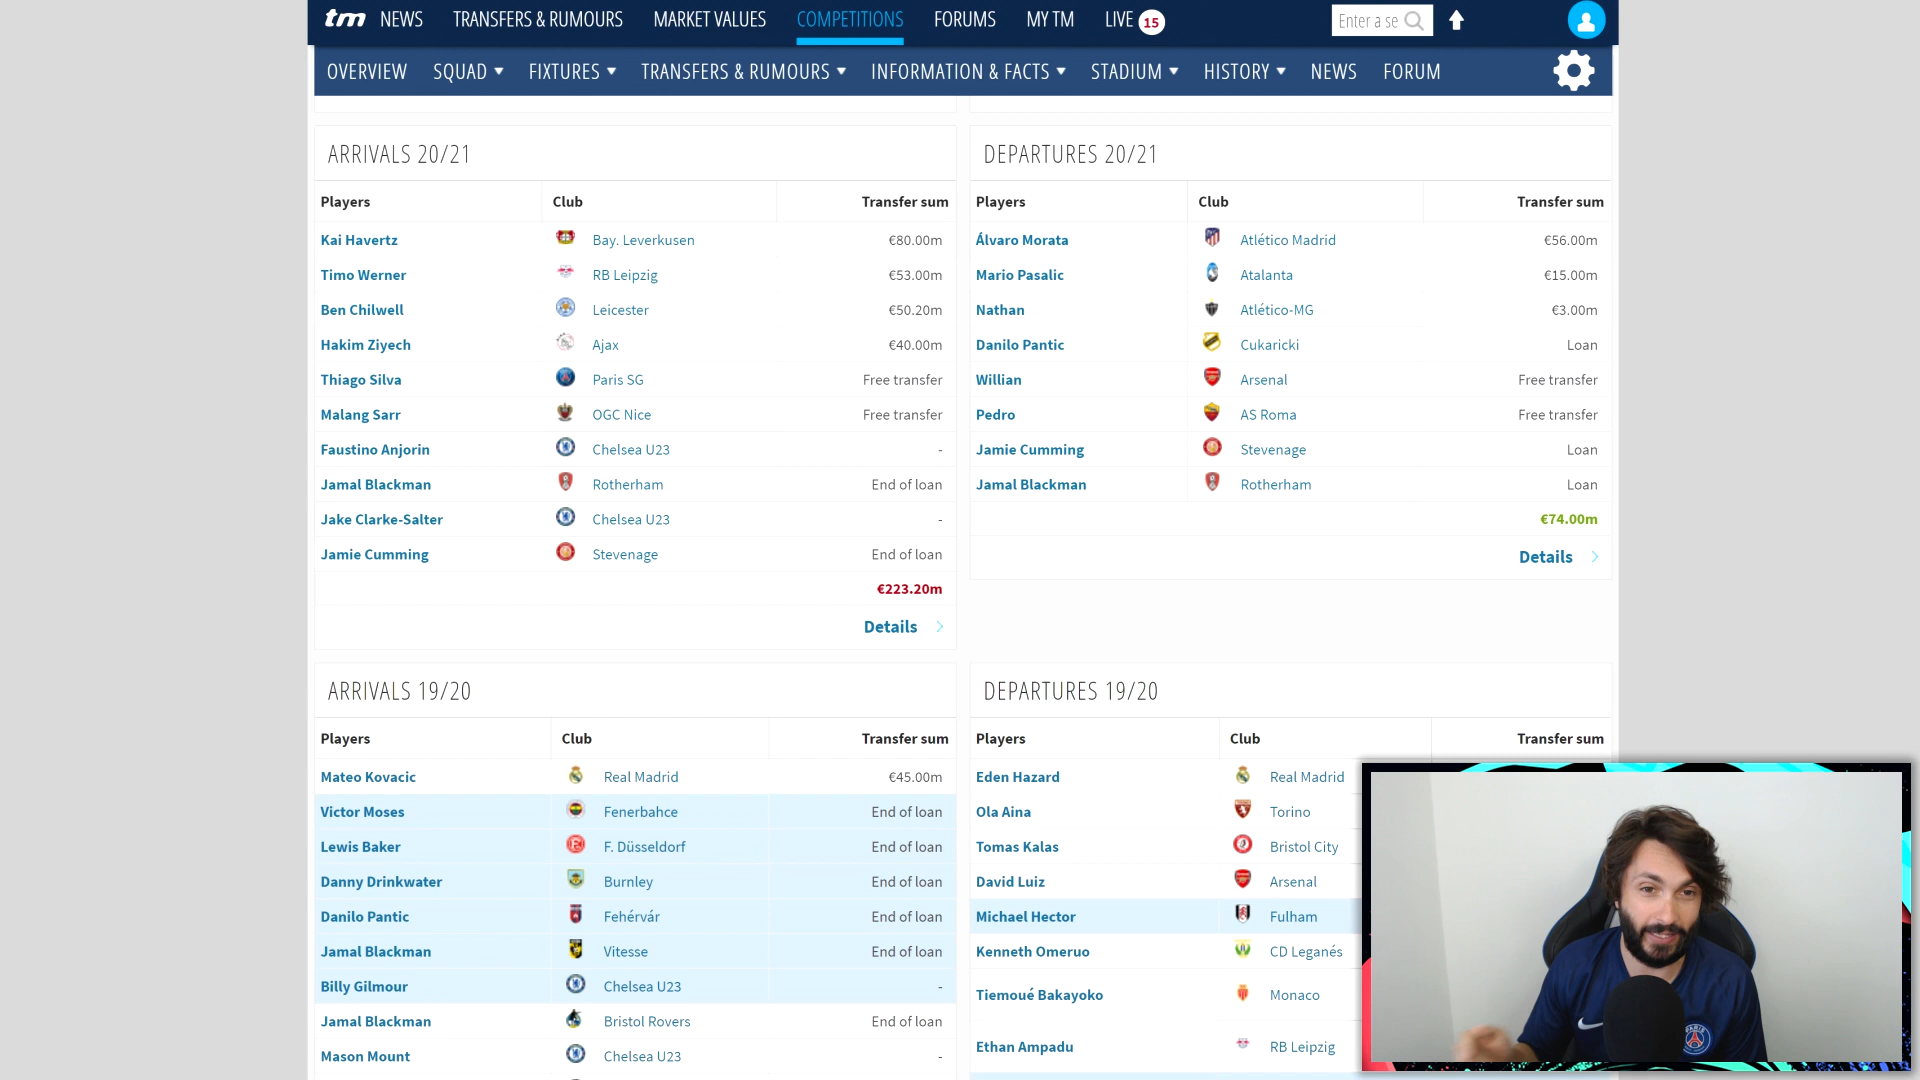 tm NEWS TRANSFERS & RUMOURS MARKET VALUES COMPETITIONS FORUMS MY TM LIVE 15 Enter a se
OVERVIEW SQUAD FIXTURES TRANSFERS & RUMOURS INFORMATION & FACTS STADIUM HISTORY NEWS FORUM
ARRIVALS 20/21
Players Club Transfer sum
Kai Havertz Bay. Leverkusen €80.00m
Timo Werner RB Leipzig €53.00m
Ben Chilwell Leicester €50.20m
Hakim Ziyech Ajax €40.00m
Thiago Silva Paris SG Free transfer
Malang Sarr OGC Nice Free transfer
Faustino Anjorin Chelsea U23 -
Jamal Blackman Rotherham End of loan
Jake Clarke-Salter Chelsea U23 -
Jamie Cumming Stevenage End of loan
€223.20m
Details
DEPARTURES 20/21
Players Club Transfer sum
Álvaro Morata Atlético Madrid €56.00m
Mario Pasalic Atalanta €15.00m
Nathan Atlético-MG €3.00m
Danilo Pantic Cukaricki Loan
Willian Arsenal Free transfer
Pedro AS Roma Free transfer
Jamie Cumming Stevenage Loan
Jamal Blackman Rotherham Loan
€74.00m
Details
ARRIVALS 19/20
Players Club Transfer sum
Mateo Kovacic Real Madrid €45.00m
Victor Moses Fenerbahce End of loan
Lewis Baker F. Düsseldorf End of loan
Danny Drinkwater Burnley End of loan
Danilo Pantic Fehérvár End of loan
Jamal Blackman Vitesse End of loan
Billy Gilmour Chelsea U23 -
Jamal Blackman Bristol Rovers End of loan
Mason Mount Chelsea U23 -
DEPARTURES 19/20
Players Club Transfer sum
Eden Hazard Real Madrid
Ola Aina Torino
Tomas Kalas Bristol City
David Luiz Arsenal
Michael Hector Fulham
Kenneth Omeruo CD Leganés
Tiemoué Bakayoko Monaco
Ethan Ampadu RB Leipzig
PARIS